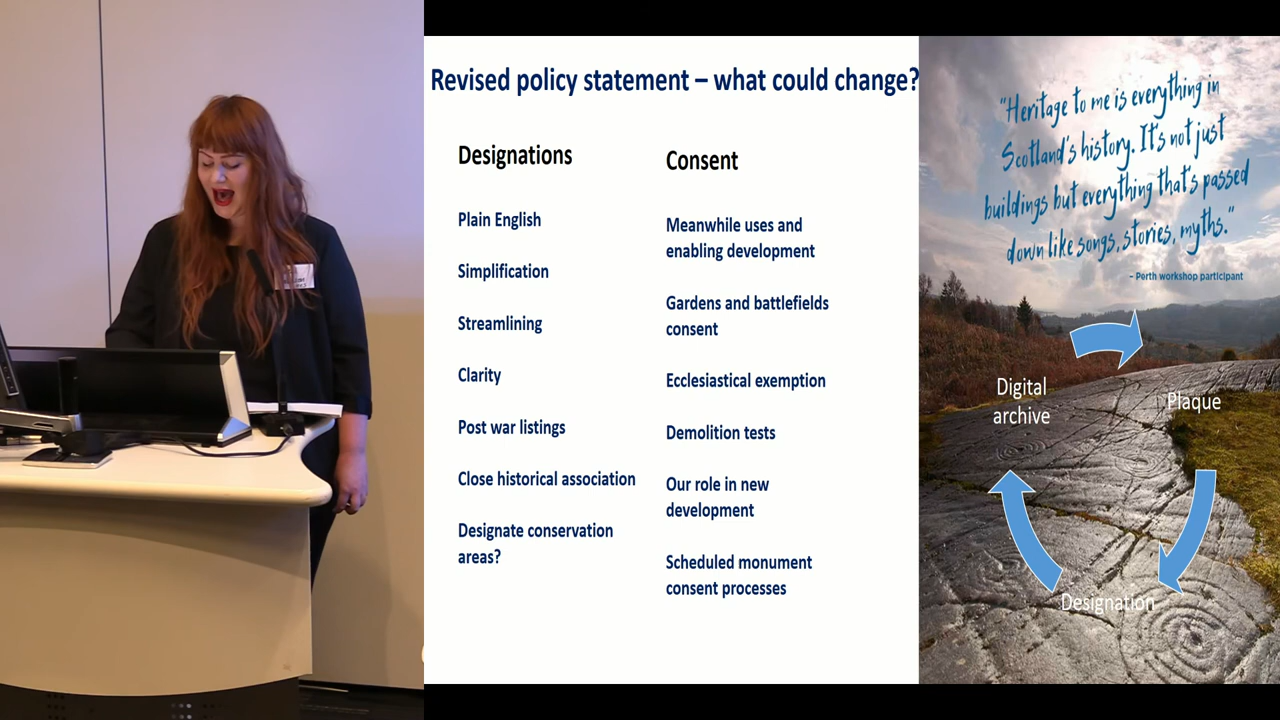 Revised policy statement – what could change?
Designations
Plain English
Simplification
Streamlining
Clarity
Post war listings
Close historical association
Designate conservation
areas?
Consent
Meanwhile uses and
enabling development
Gardens and battlefields
consent
Ecclesiastical exemption
Demolition tests
Our role in new
development
Scheduled monument
consent processes
“Heritage to me is everything in
Scotland's history. It's not just
buildings but everything that's passed
down like songs, stories, myths.”
– Perth workshop participant
Digital
archive
Plaque
Designation